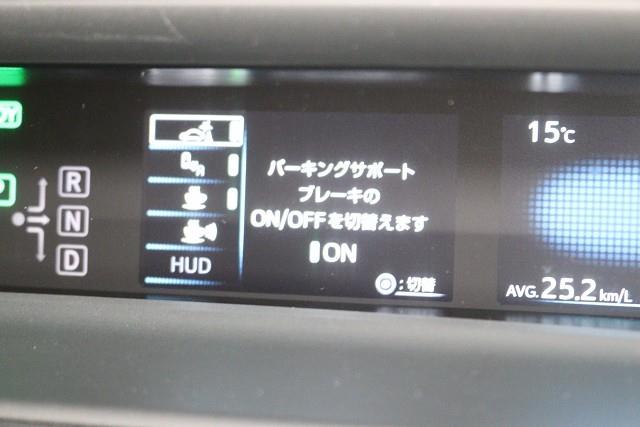 R
N
D
HUD
パーキングサポート
ブレーキの
ON/OFFを切替えます
ON
:切替
15℃
AVG.25.2km/L